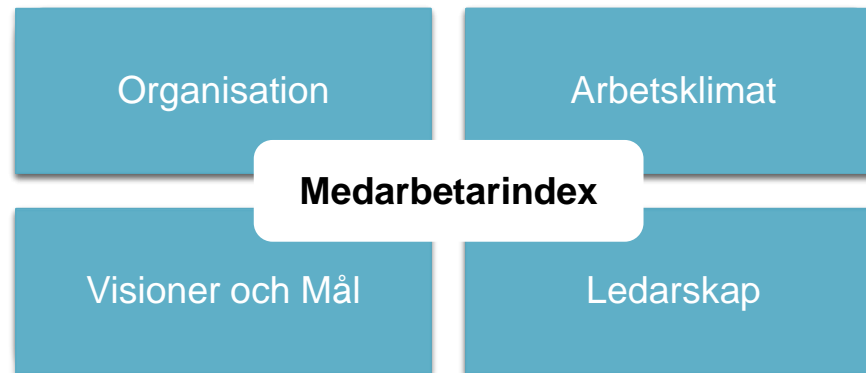 Organisation
Arbetsklimat
Medarbetarindex
Visioner och Mål
Ledarskap